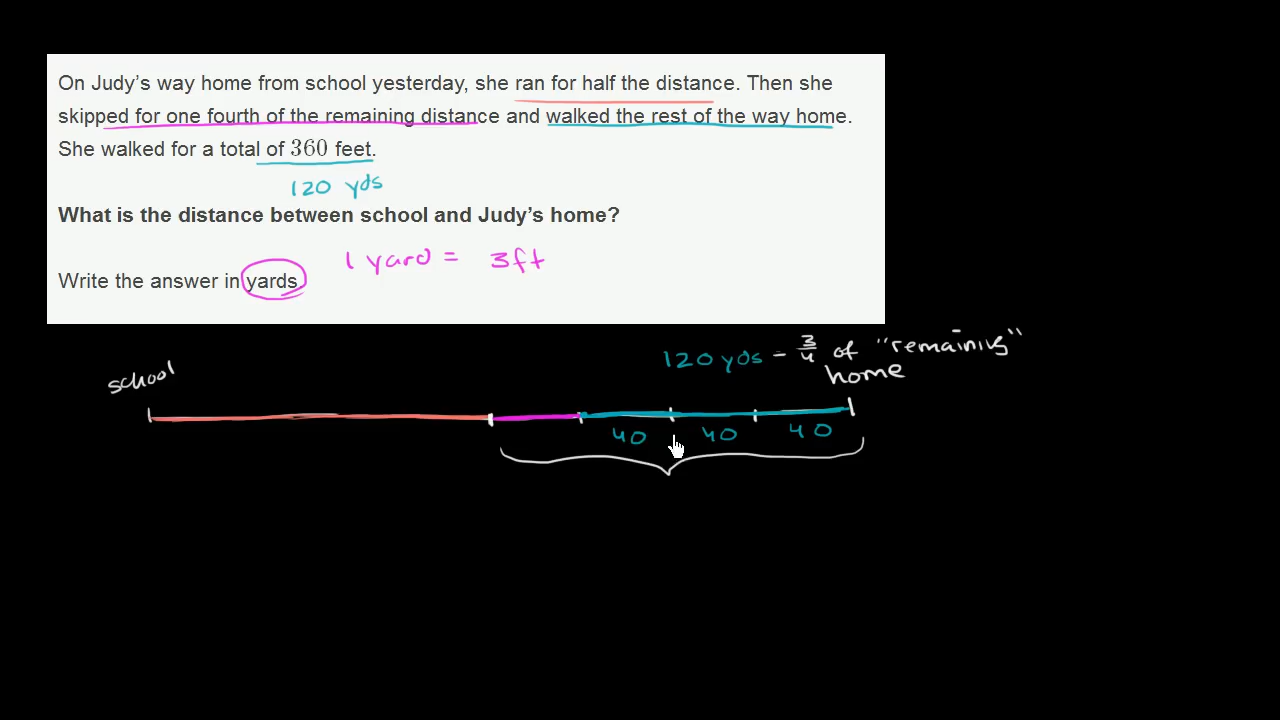 On Judy's way home from school yesterday, she ran for half the distance. Then she
skipped for one fourth of the remaining distance and walked the rest of the way home.
She walked for a total of 360 feet.
120 yds
What is the distance between school and Judy's home?
1 yard = 3ft
Write the answer in yards.
120 yds - 3/4 of "remaining"
school
home
40 40 40